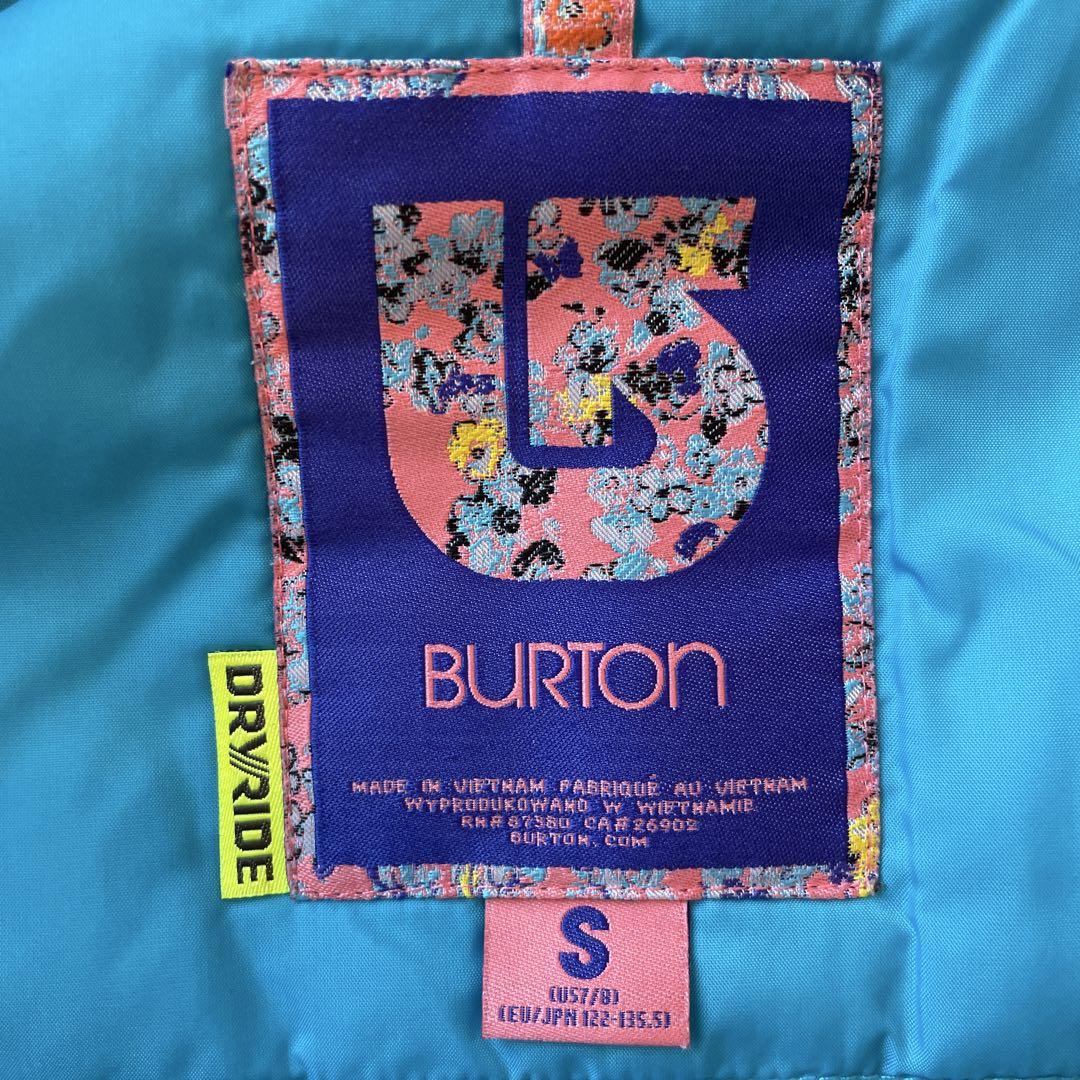 BURTON
MADE IN VIETNAM FABRIQUÉ AU VIETNAM
WYPRODUKOWANO W WIETNAMIE
RN# 87380 CA# 26902
BURTON.COM
DRY///RIDE
S
(US7/8)
(EU/JPN 122-135.5)